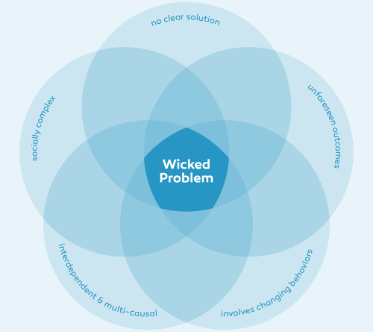 no clear solution
unforeseen outcomes
socially complex
Wicked
Problem
interdependent & multi-causal
involves changing behaviors